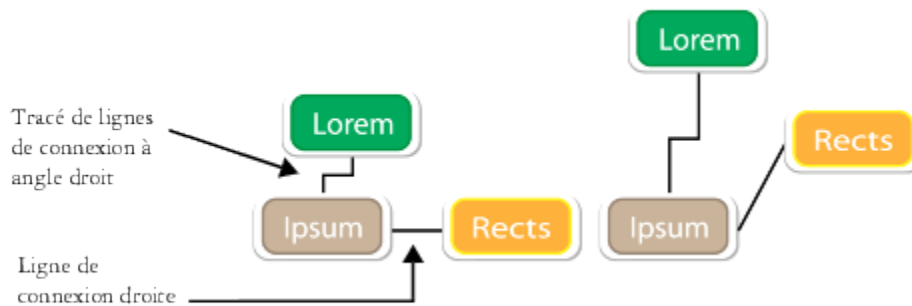 Lorem
Tracé de lignes
de connexion à
angle droit
Lorem
Rects
Ipsum
Rects
Ipsum
Ligne de
connexion droite